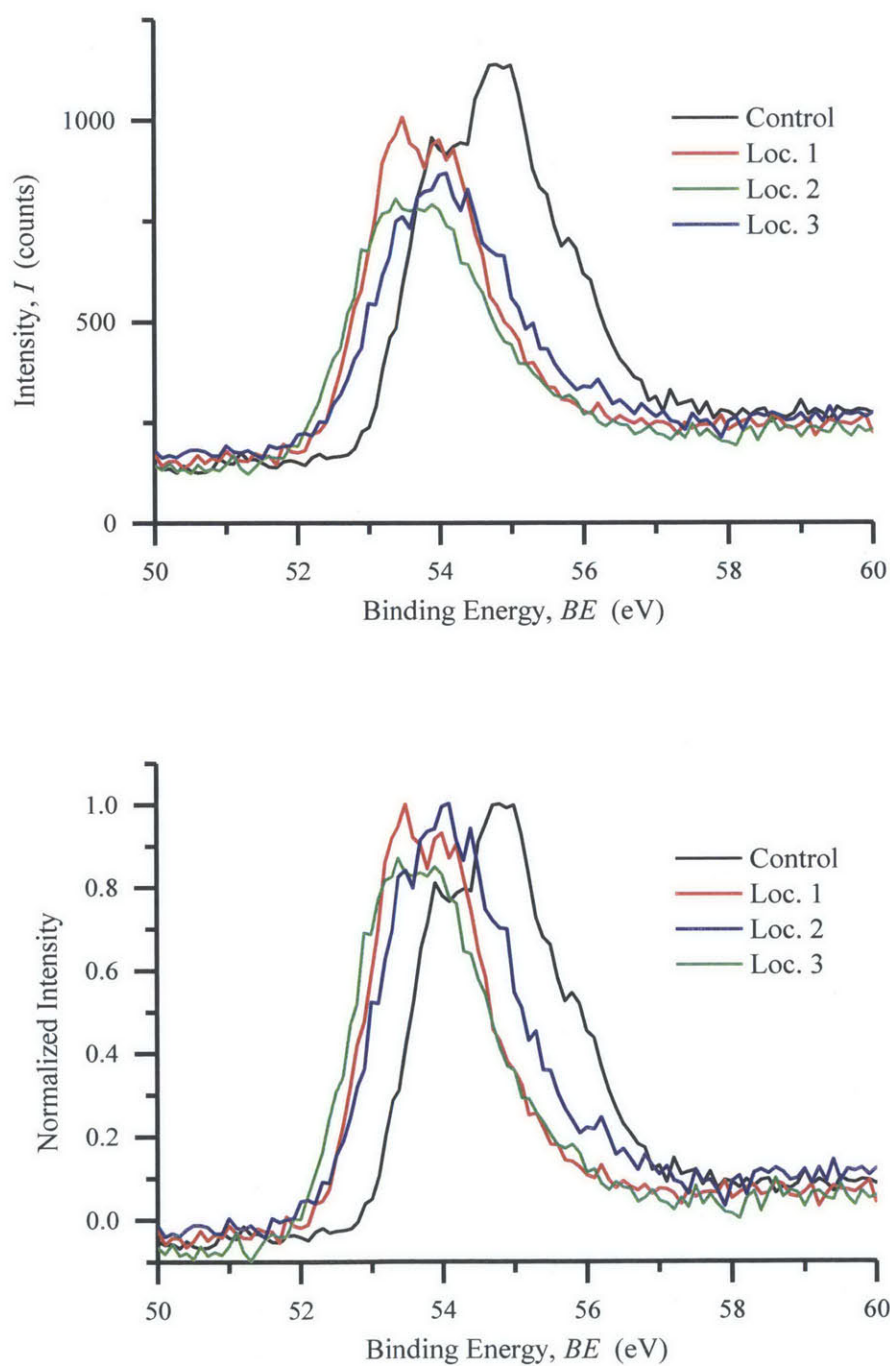 Intensity, I (counts)
1000
500
0
Control
Loc. 1
Loc. 2
Loc. 3
50 52 54 56 58 60
Binding Energy, BE (eV)
Normalized Intensity
1.0
0.8
0.6
0.4
0.2
0.0
Control
Loc. 1
Loc. 2
Loc. 3
50 52 54 56 58 60
Binding Energy, BE (eV)